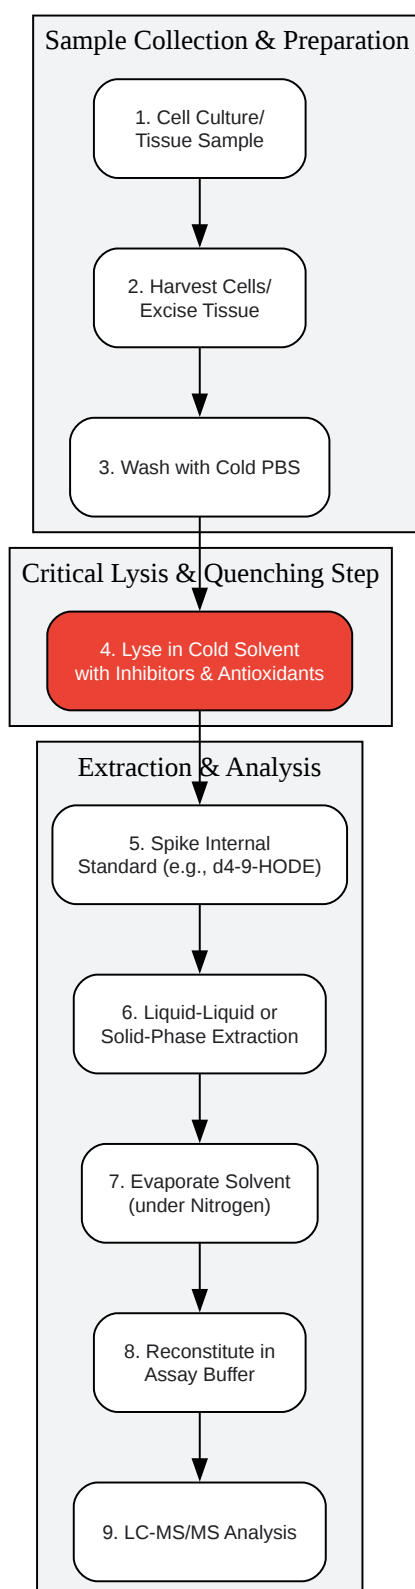 Sample Collection & Preparation
1. Cell Culture/
Tissue Sample
2. Harvest Cells/
Excise Tissue
3. Wash with Cold PBS
Critical Lysis & Quenching Step
4. Lyse in Cold Solvent
with Inhibitors & Antioxidants
Extraction & Analysis
5. Spike Internal
Standard (e.g., d4-9-HODE)
6. Liquid-Liquid or
Solid-Phase Extraction
7. Evaporate Solvent
(under Nitrogen)
8. Reconstitute in
Assay Buffer
9. LC-MS/MS Analysis